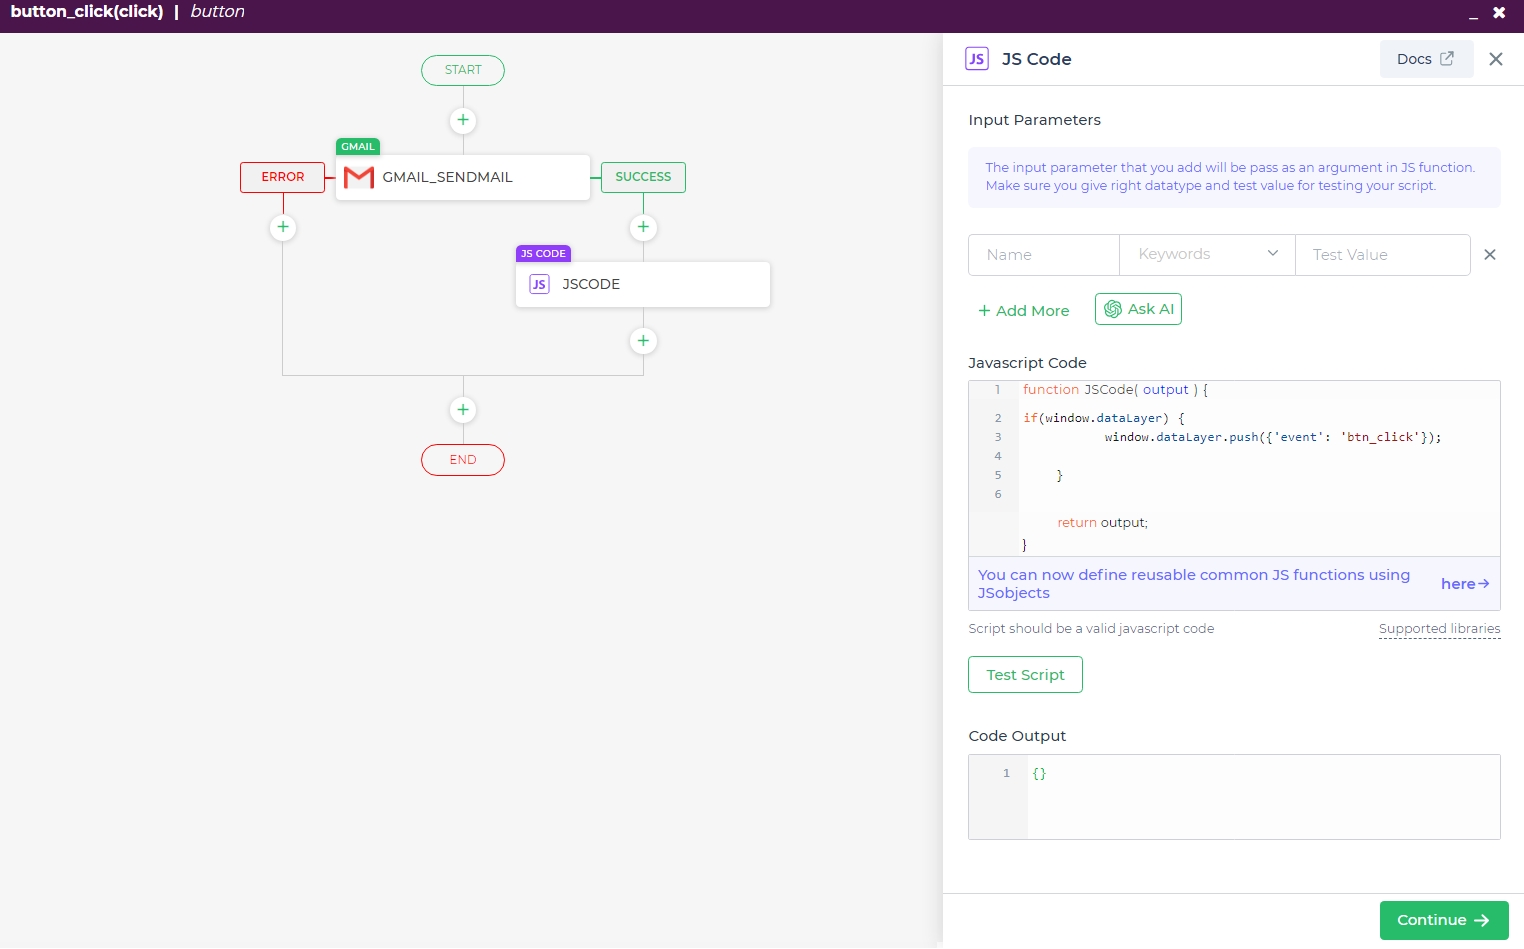 button_click(click) | button
START
GMAIL
ERROR
GMAIL_SENDMAIL
SUCCESS
JS CODE
JS JSCODE
END
JS JS Code
Docs
Input Parameters
The input parameter that you add will be pass as an argument in JS function.
Make sure you give right datatype and test value for testing your script.
Name
Keywords
Test Value
+ Add More
Ask AI
Javascript Code
1 function JSCode( output ) {
2 if(window.dataLayer) {
3 window.dataLayer.push({'event': 'btn_click'});
4
5 }
6
return output;
}
You can now define reusable common JS functions using
JSobjects
here→
Script should be a valid javascript code
Supported libraries
Test Script
Code Output
1 {}
Continue →